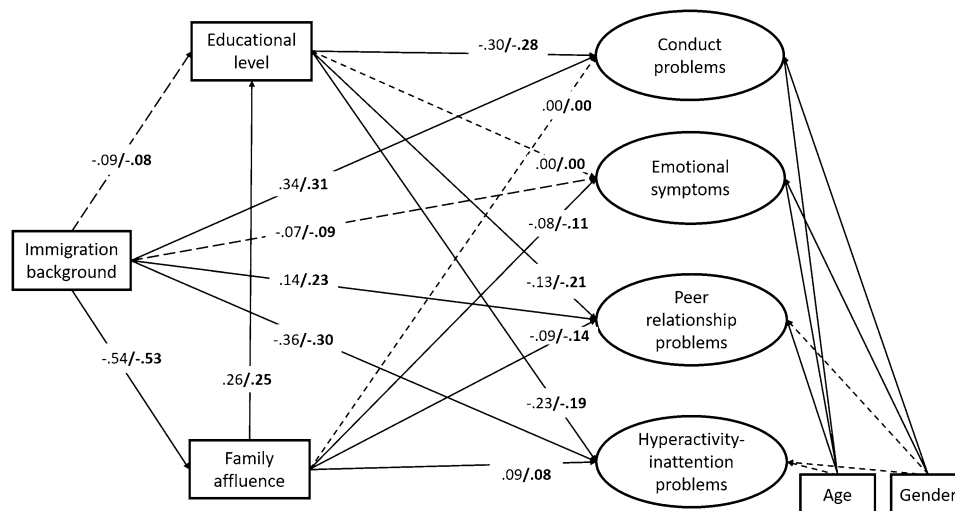 Educational
level
-.30/-.28
Conduct
problems
.00/.00
-.09/-.08
.34/.31
.00/.00
Emotional
symptoms
-.07/-.09
-.08/-.11
Immigration
background
.14/.23
-.13/-.21
Peer
relationship
problems
-.36/-.30
-.09/-.14
-.54/-.53
.26/.25
-.23/-.19
Family
affluence
.09/.08
Hyperactivity-
inattention
problems
Age
Gender